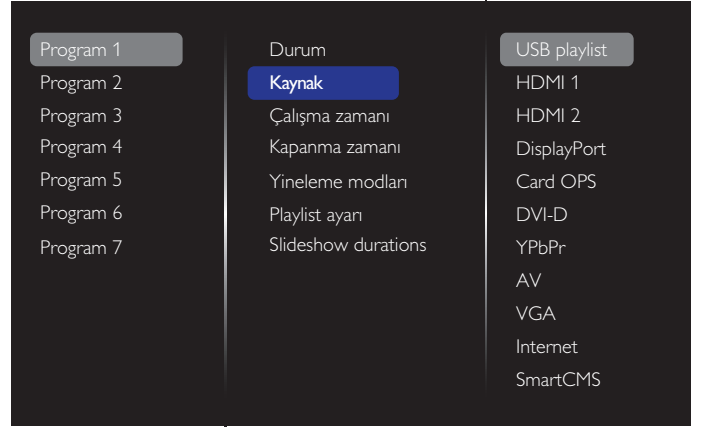 Program 1
Program 2
Program 3
Program 4
Program 5
Program 6
Program 7
Durum
Kaynak
Çalışma zamanı
Kapanma zamanı
Yineleme modları
Playlist ayarı
Slideshow durations
USB playlist
HDMI 1
HDMI 2
DisplayPort
Card OPS
DVI-D
YPbPr
AV
VGA
Internet
SmartCMS